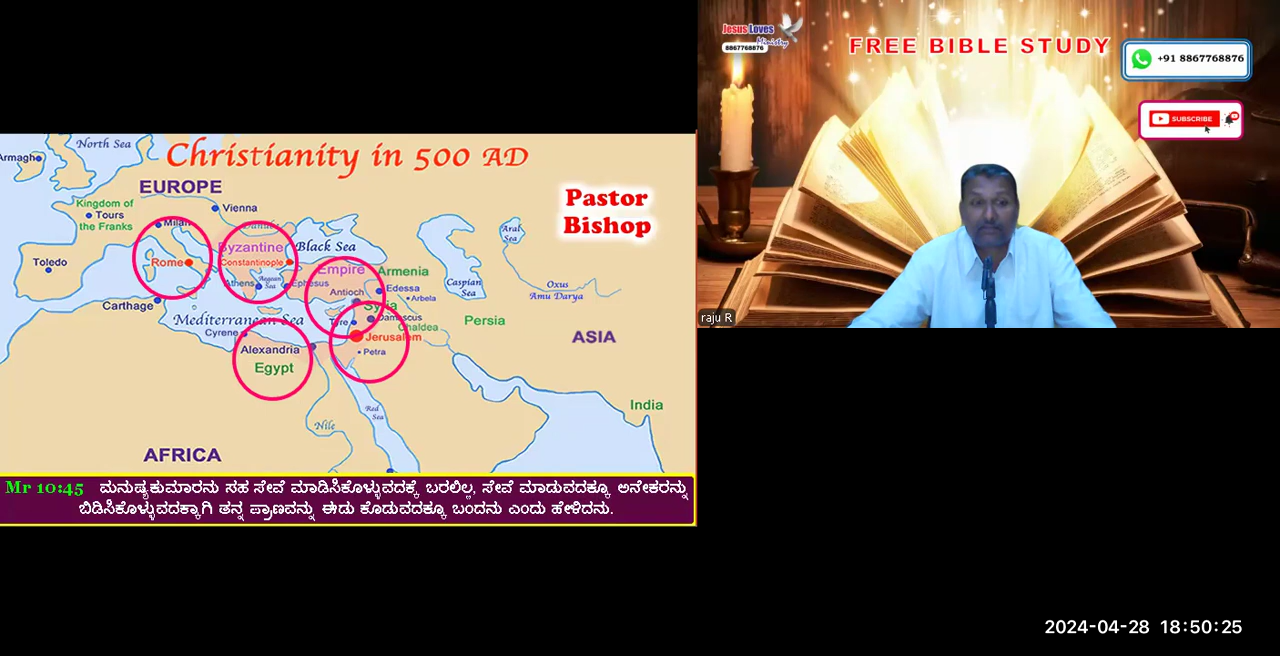 Christianity in 500 AD
North Sea
Armagh
EUROPE
Pastor
Bishop
Kingdom of
the Franks
Tours
Vienna
Milan
Danube
Aral
Sea
Byzantine
Black Sea
Toledo
Rome
Constantinople
Empire
Armenia
Caspian
Sea
Oxus
Amu Darya
Athens
Aegean
Sea
Ephesus
Antioch
Edessa
Arbela
Carthage
Syria
Mediterranean Sea
Tyre
Damascus
Chaldea
Persia
ASIA
Cyrene
Jerusalem
Alexandria
Petra
Egypt
Red
Sea
India
Nile
AFRICA
Mr 10:45 ಮನುಷ್ಯಕುಮಾರನು ಸಹ ಸೇವೆ ಮಾಡಿಸಿಕೊಳ್ಳುವದಕ್ಕೆ ಬರಲಿಲ್ಲ, ಸೇವೆ ಮಾಡುವದಕ್ಕೂ ಅನೇಕರನ್ನು
ಬಿಡಿಸಿಕೊಳ್ಳುವದಕ್ಕಾಗಿ ತನ್ನ ಪ್ರಾಣವನ್ನು ಈಡು ಕೊಡುವದಕ್ಕೂ ಬಂದನು ಎಂದು ಹೇಳಿದನು.
Jesus Loves
Ministry
8867768876
FREE BIBLE STUDY
+91 8867768876
SUBSCRIBE
raju R
2024-04-28 18:50:25